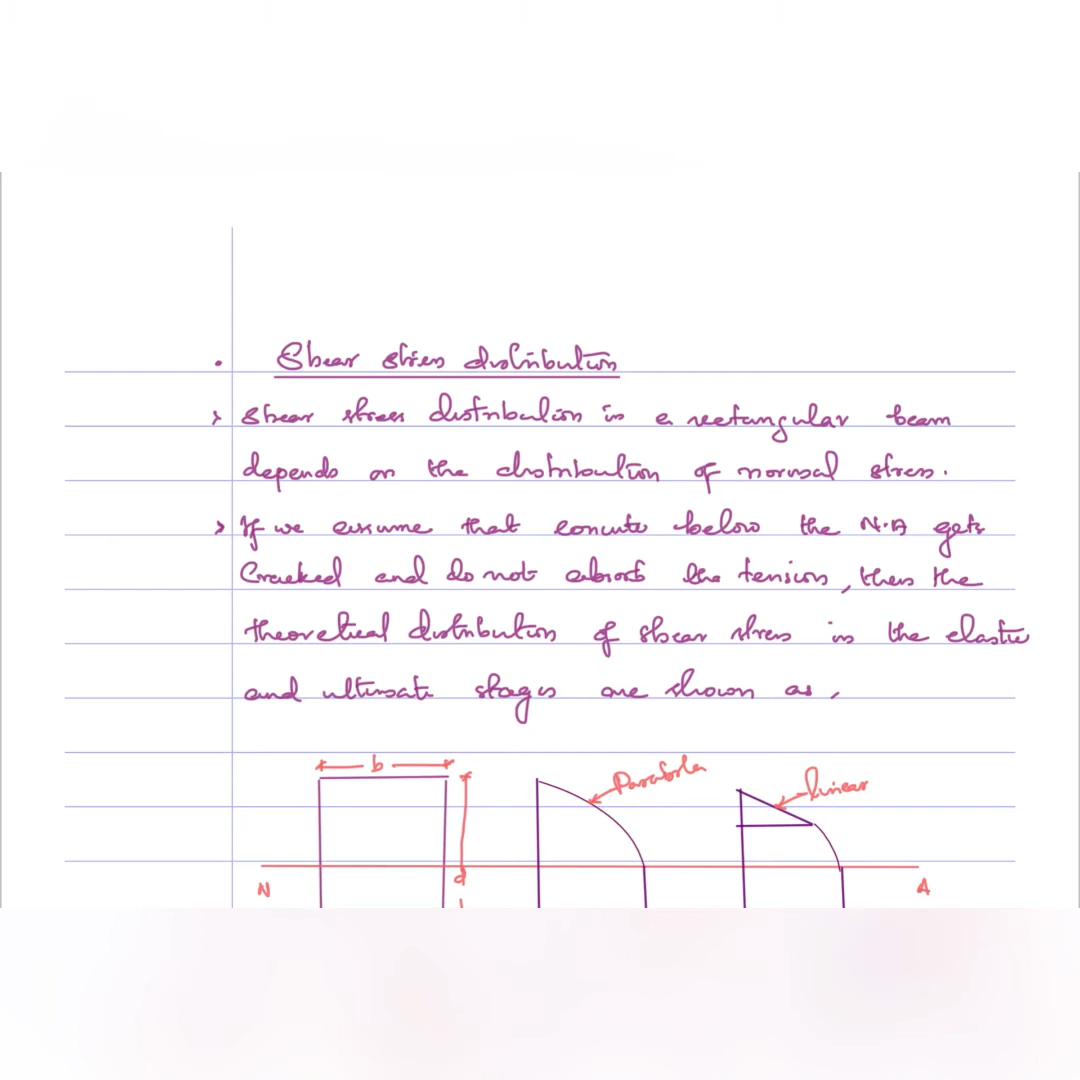 . Shear stress distribution
> Shear stress distribution in a rectangular beam
depends on the distribution of normal stress.
> If we assume that concrete below the N.A gets
Cracked and do not absorb the tension, then the
theoretical distribution of shear stress in the elastic
and ultimate stages are shown as,
b
Parabola
linear
d
N
A